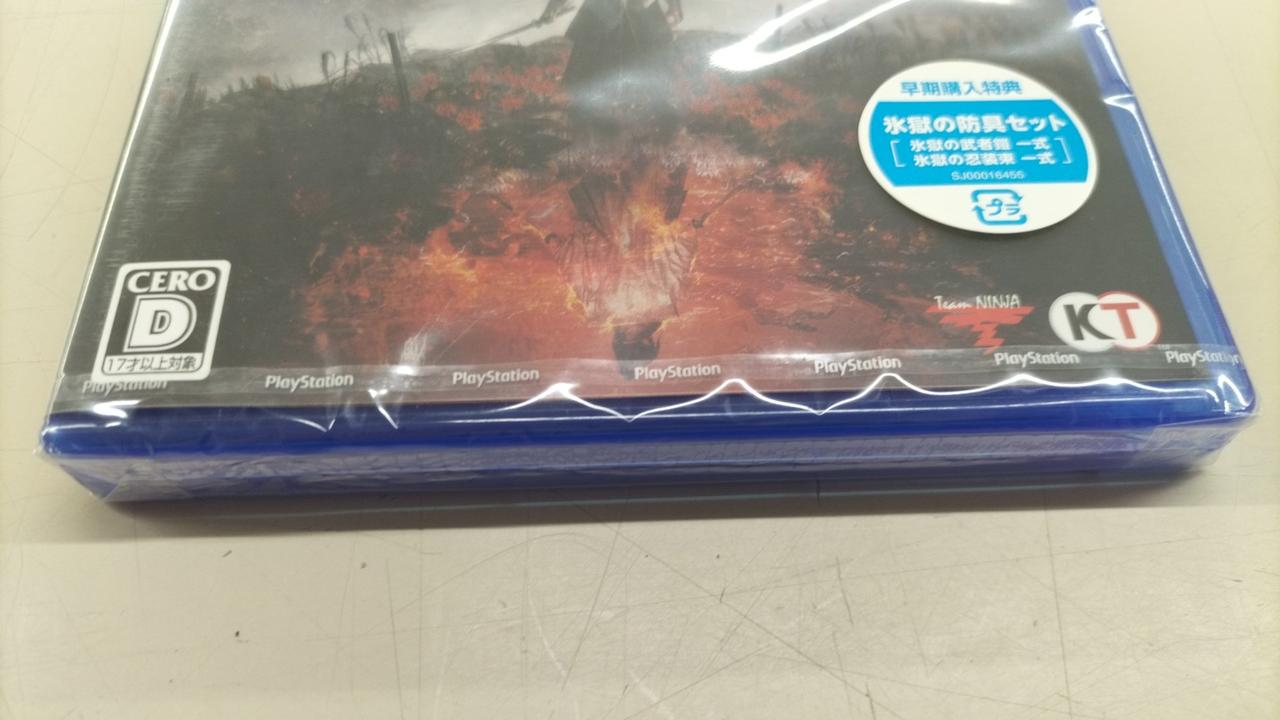 早期購入特典
氷獄の防具セット
氷獄の武者鎧 一式
氷獄の忍装束 一式
SJ00016455
プラ
CERO
D
17才以上対象
Team NINJA
KT
PlayStation PlayStation PlayStation PlayStation PlayStation PlayStation PlayStation